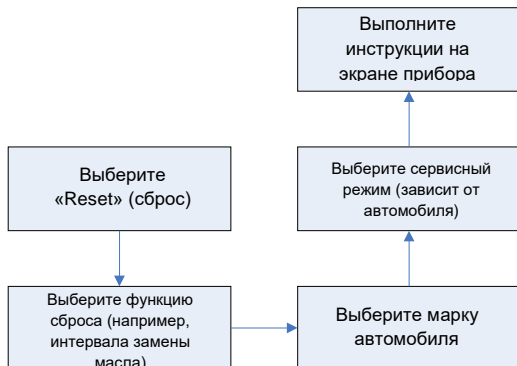 Выполните
инструкции на
экране прибора
Выберите
«Reset» (сброс)
Выберите сервисный
режим (зависит от
автомобиля)
Выберите функцию
сброса (например,
интервала замены
масла)
Выберите марку
автомобиля